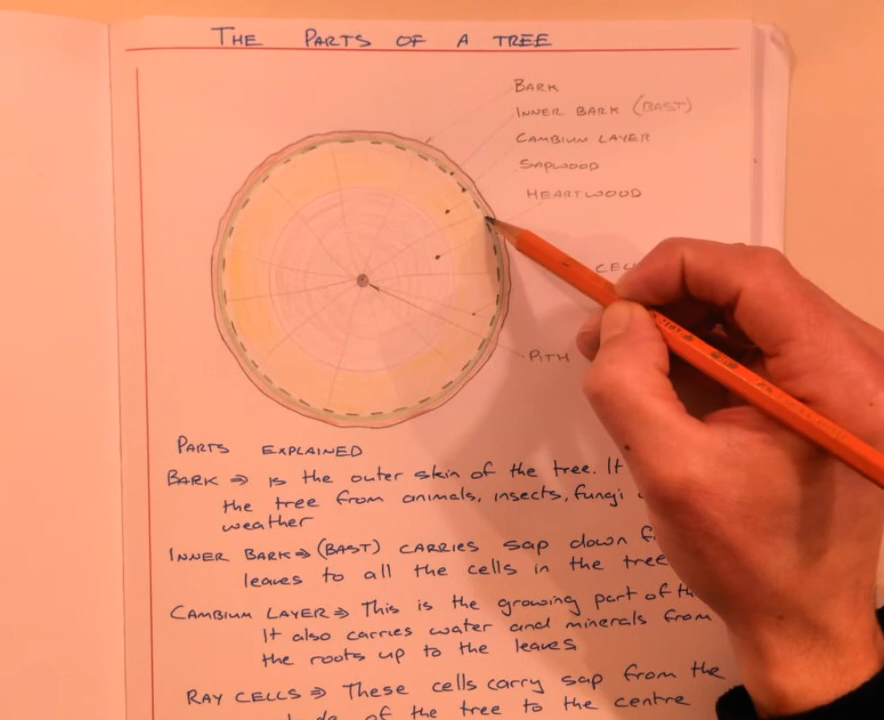 THE PARTS OF A TREE
BARK
INNER BARK (BAST)
CAMBIUM LAYER
SAPWOOD
HEARTWOOD
PITH
PARTS EXPLAINED
BARK ⇒ is the outer skin of the tree. It
the tree from animals, insects, fungi
weather
INNER BARK ⇒ (BAST) CARRIES sap down
leaves to all the cells in the tree
CAMBIUM LAYER ⇒ This is the growing part of
It also carries water and minerals from
the roots up to the leaves
RAY CELLS ⇒ These cells carry sap from the
of the tree to the centre